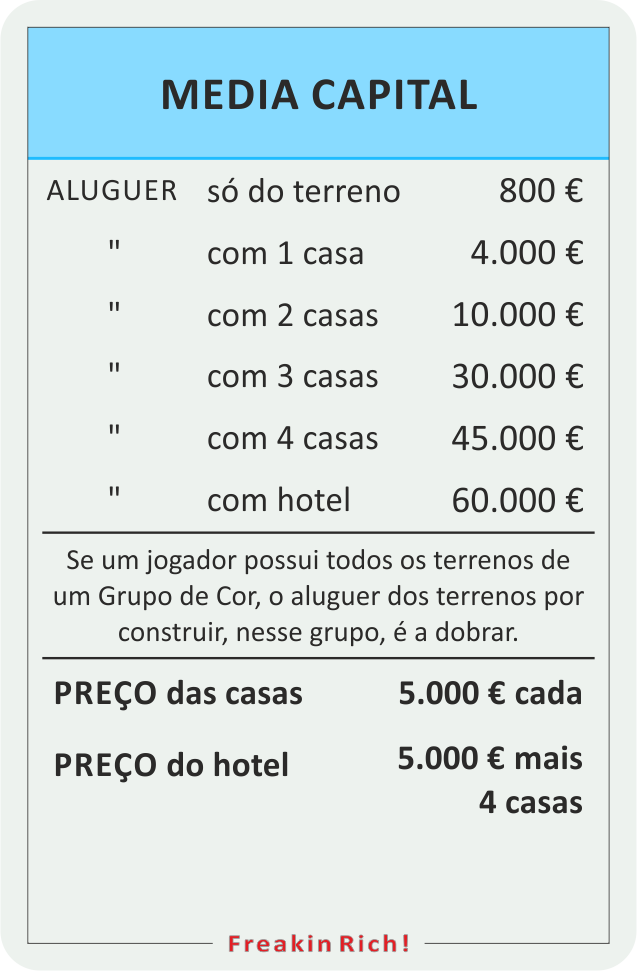 MEDIA CAPITAL
ALUGUER só do terreno 800 €
" com 1 casa 4.000 €
" com 2 casas 10.000 €
" com 3 casas 30.000 €
" com 4 casas 45.000 €
" com hotel 60.000 €
Se um jogador possui todos os terrenos de
um Grupo de Cor, o aluguer dos terrenos por
construir, nesse grupo, é a dobrar.
PREÇO das casas 5.000 € cada
PREÇO do hotel 5.000 € mais
4 casas
Freakin Rich!